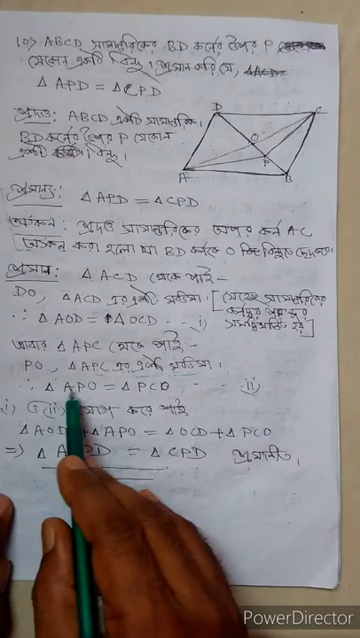 10) ABCD সামান্তরিকের BD কর্ণের উপর P
যেকোন একটি বিন্দু। প্রমান করি যে,
△ APD = △CPD
প্রদত্ত: ABCD একটি সামান্তরিক।
BD কর্ণের উপর P যেকোন
একটি বিন্দু।
D C
O
P
A B
প্রামান্য: △ APD = △CPD
অঙ্কন: প্রদত্ত সামান্তরিকের অপর কর্ণ AC
অঙ্কন করা হলো যা BD কর্ণকে O বিন্দুতে ছেদ করে।
প্রমান: △ ACD থেকে পাই –
DO, △ACD এর একটি মধ্যমা। [যেহেতু সামান্তরিকের
কর্ণদ্বয় পরস্পর
∴ △AOD = △OCD - i) সমদ্বিখণ্ডিত হয়]
আবার △ APC থেকে পাই –
PO, △APC এর একটি মধ্যমা।
∴ △ APO = △PCO - - ii)
i) ও ii) যোগ করে পাই
△AOD + △APO = △OCD + △PCO
=> △ APD = △CPD প্রমানীত।
PowerDirector